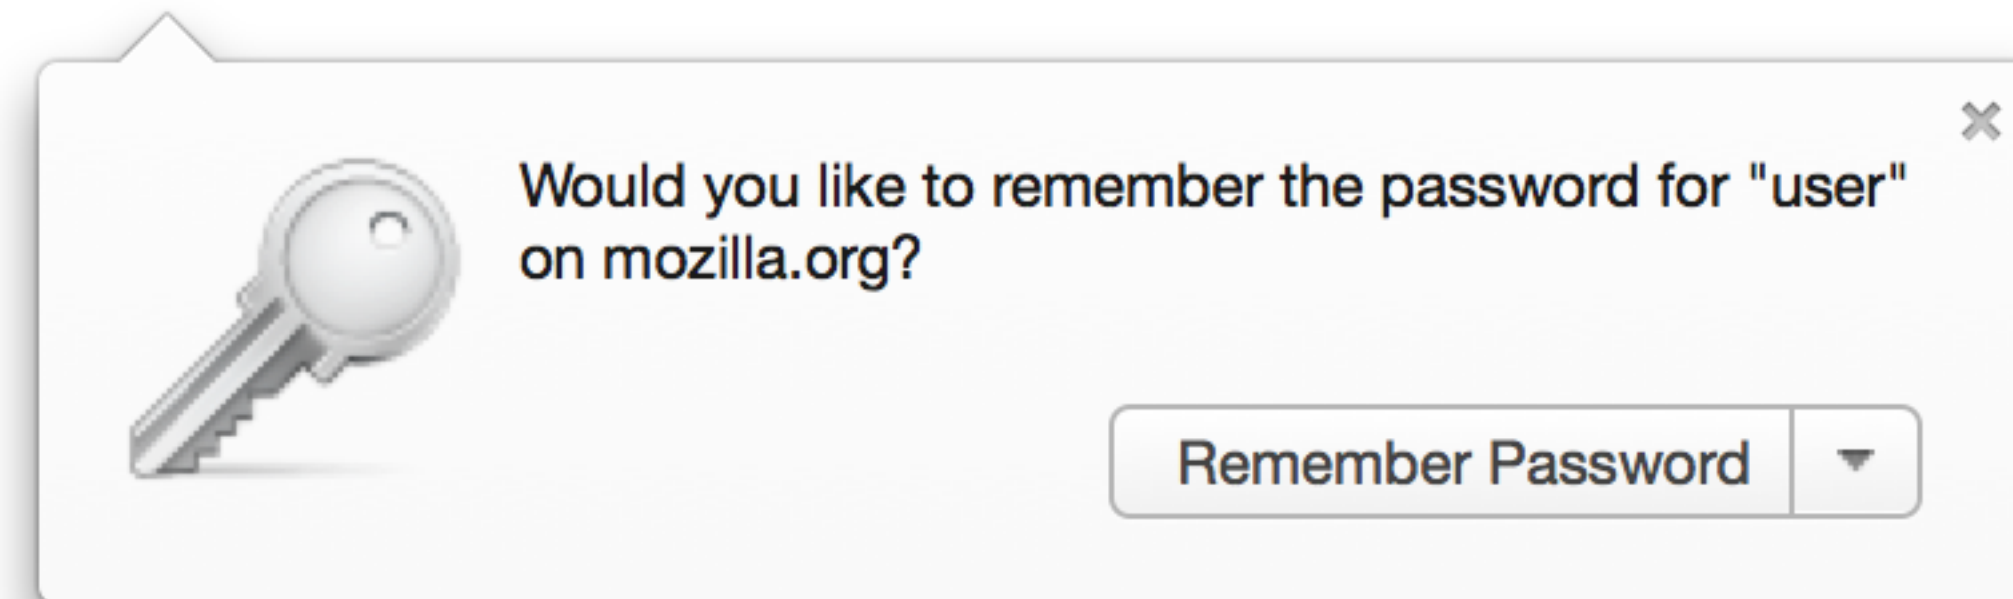 Would you like to remember the password for "user"
on mozilla.org?
Remember Password